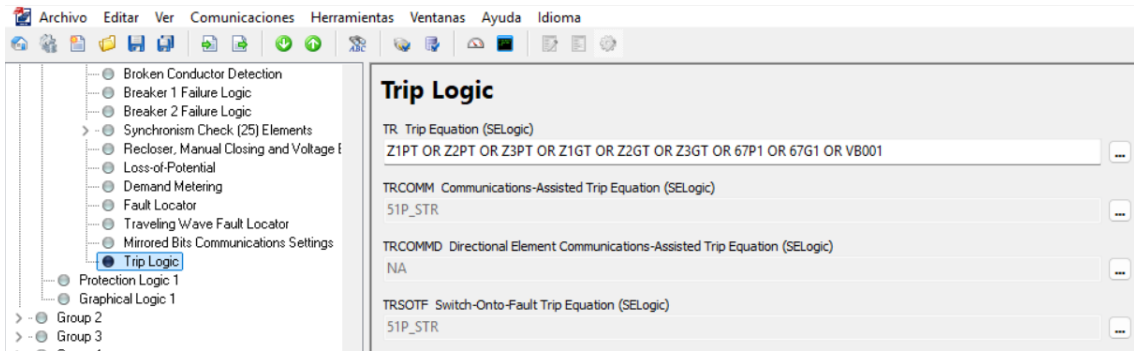 Archivo Editar Ver Comunicaciones Herramientas Ventanas Ayuda Idioma
Broken Conductor Detection
Breaker 1 Failure Logic
Breaker 2 Failure Logic
Synchronism Check (25) Elements
Recloser, Manual Closing and Voltage E
Loss-of-Potential
Demand Metering
Fault Locator
Traveling Wave Fault Locator
Mirrored Bits Communications Settings
Trip Logic
Protection Logic 1
Graphical Logic 1
Group 2
Group 3
Trip Logic
TR Trip Equation (SELogic)
Z1PT OR Z2PT OR Z3PT OR Z1GT OR Z2GT OR Z3GT OR 67P1 OR 67G1 OR VB001
...
TRCOMM Communications-Assisted Trip Equation (SELogic)
51P_STR
...
TRCOMMD Directional Element Communications-Assisted Trip Equation (SELogic)
NA
...
TRSOTF Switch-Onto-Fault Trip Equation (SELogic)
51P_STR
...